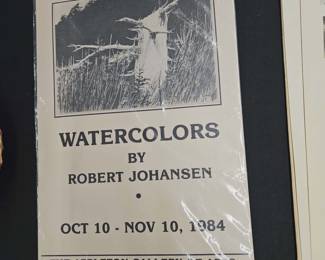 WATERCOLORS
BY
ROBERT JOHANSEN
•
OCT 10 - NOV 10, 1984